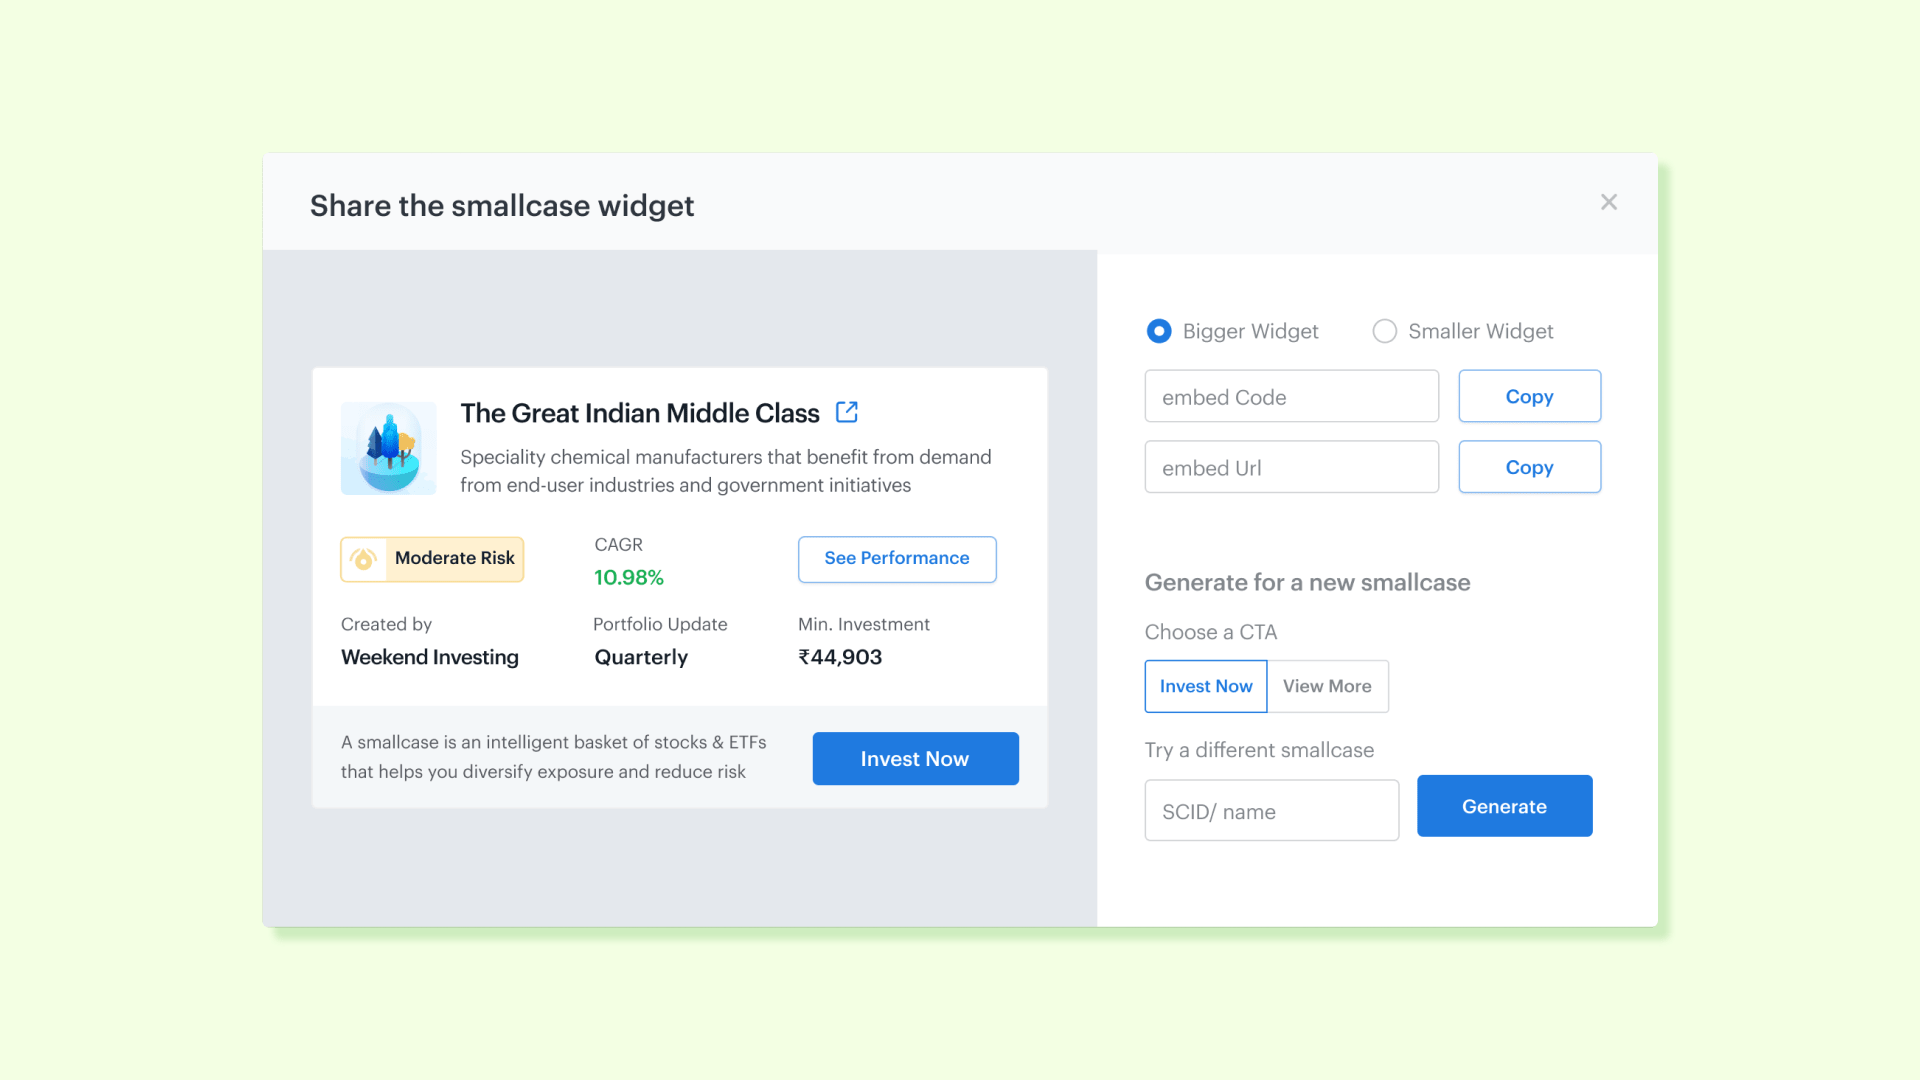 Share the smallcase widget
The Great Indian Middle Class
Speciality chemical manufacturers that benefit from demand
from end-user industries and government initiatives
Moderate Risk
CAGR
10.98%
See Performance
Created by
Weekend Investing
Portfolio Update
Quarterly
Min. Investment
₹44,903
A smallcase is an intelligent basket of stocks & ETFs
that helps you diversify exposure and reduce risk
Invest Now
Bigger Widget
Smaller Widget
embed Code
Copy
embed Url
Copy
Generate for a new smallcase
Choose a CTA
Invest Now
View More
Try a different smallcase
SCID/ name
Generate